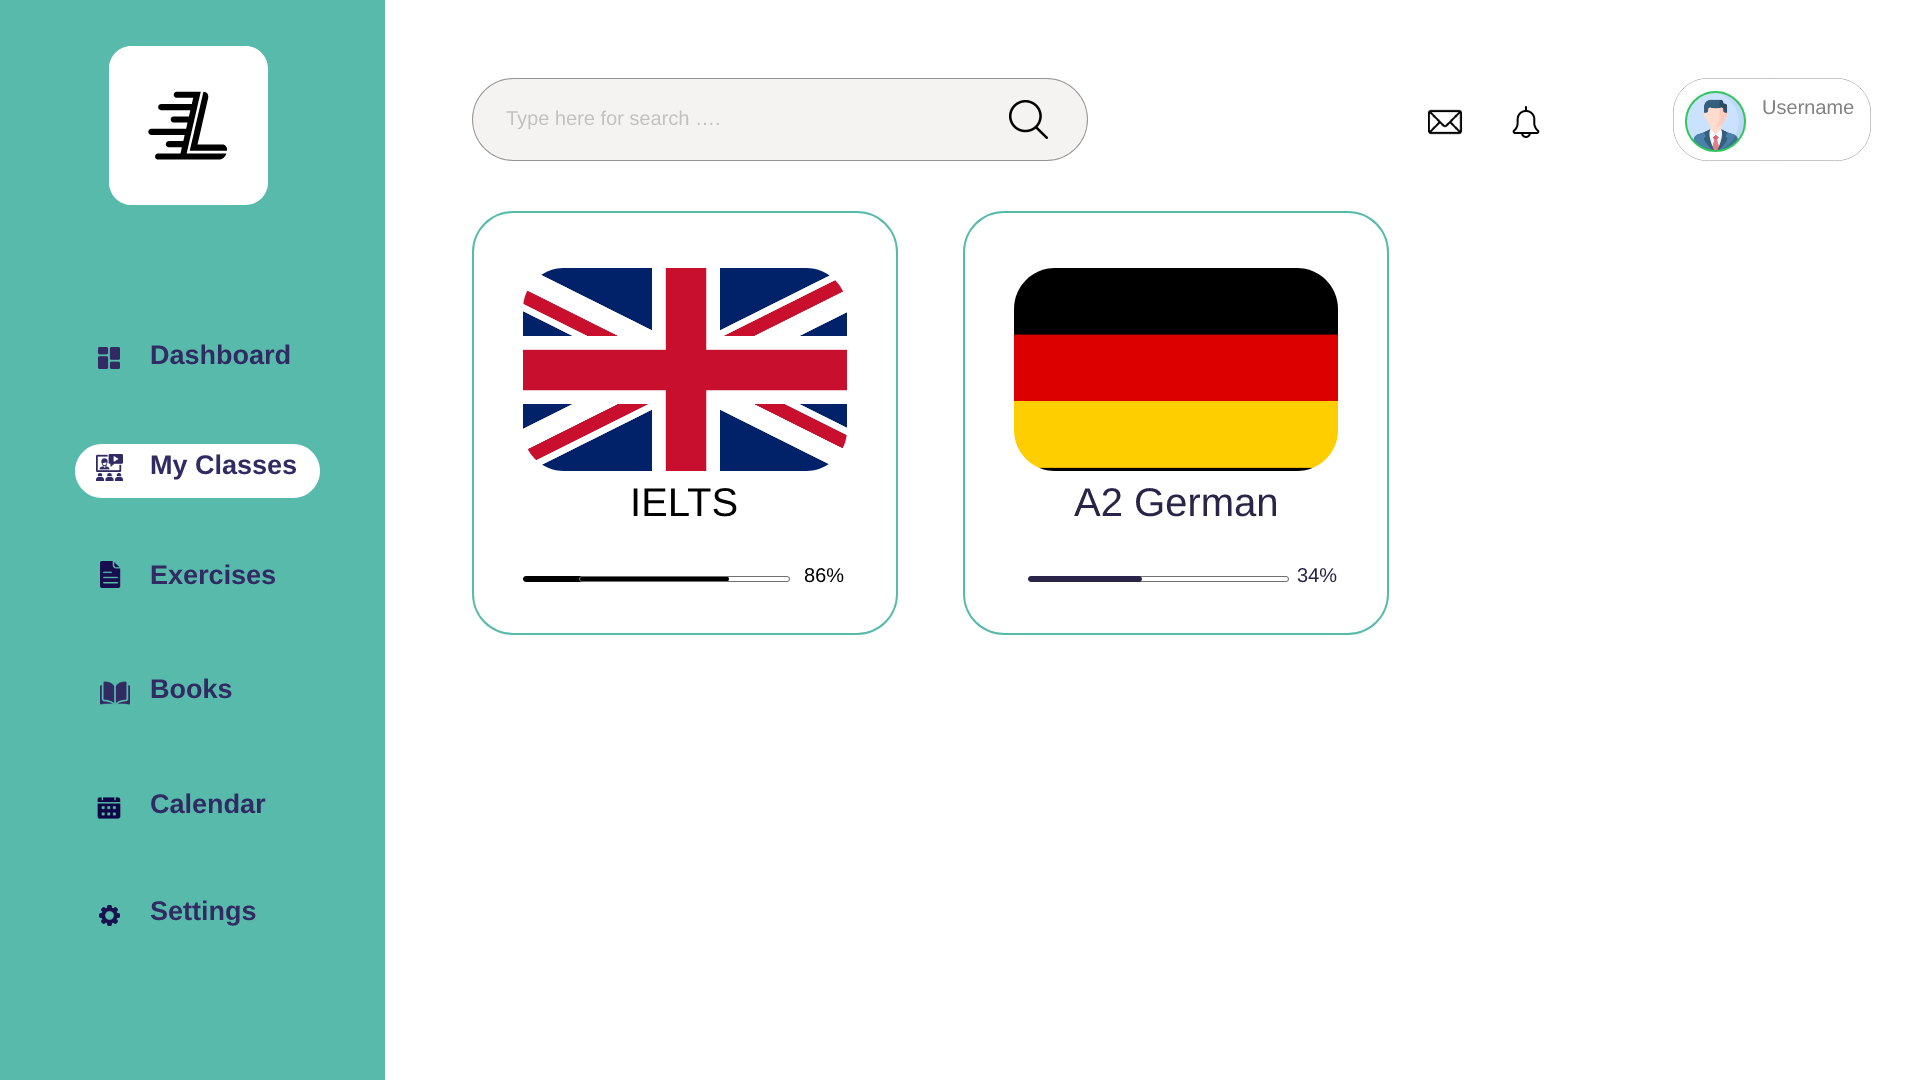 Type here for search ....
Username
Dashboard
My Classes
Exercises
Books
Calendar
Settings
IELTS
86%
A2 German
34%